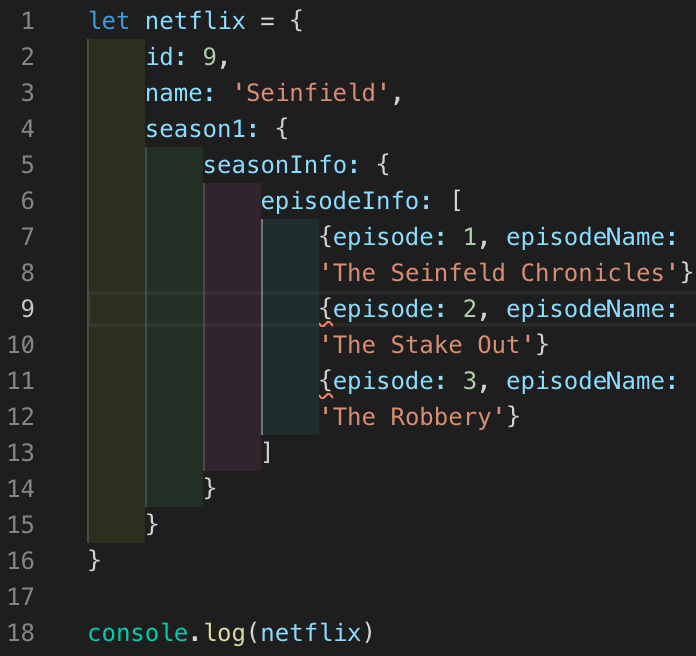 1 let netflix = {
2 id: 9,
3 name: 'Seinfield',
4 season1: {
5 seasonInfo: {
6 episodeInfo: [
7 {episode: 1, episodeName:
8 'The Seinfeld Chronicles'}
9 {episode: 2, episodeName:
10 'The Stake Out'}
11 {episode: 3, episodeName:
12 'The Robbery'}
13 ]
14 }
15 }
16 }
17
18 console.log(netflix)